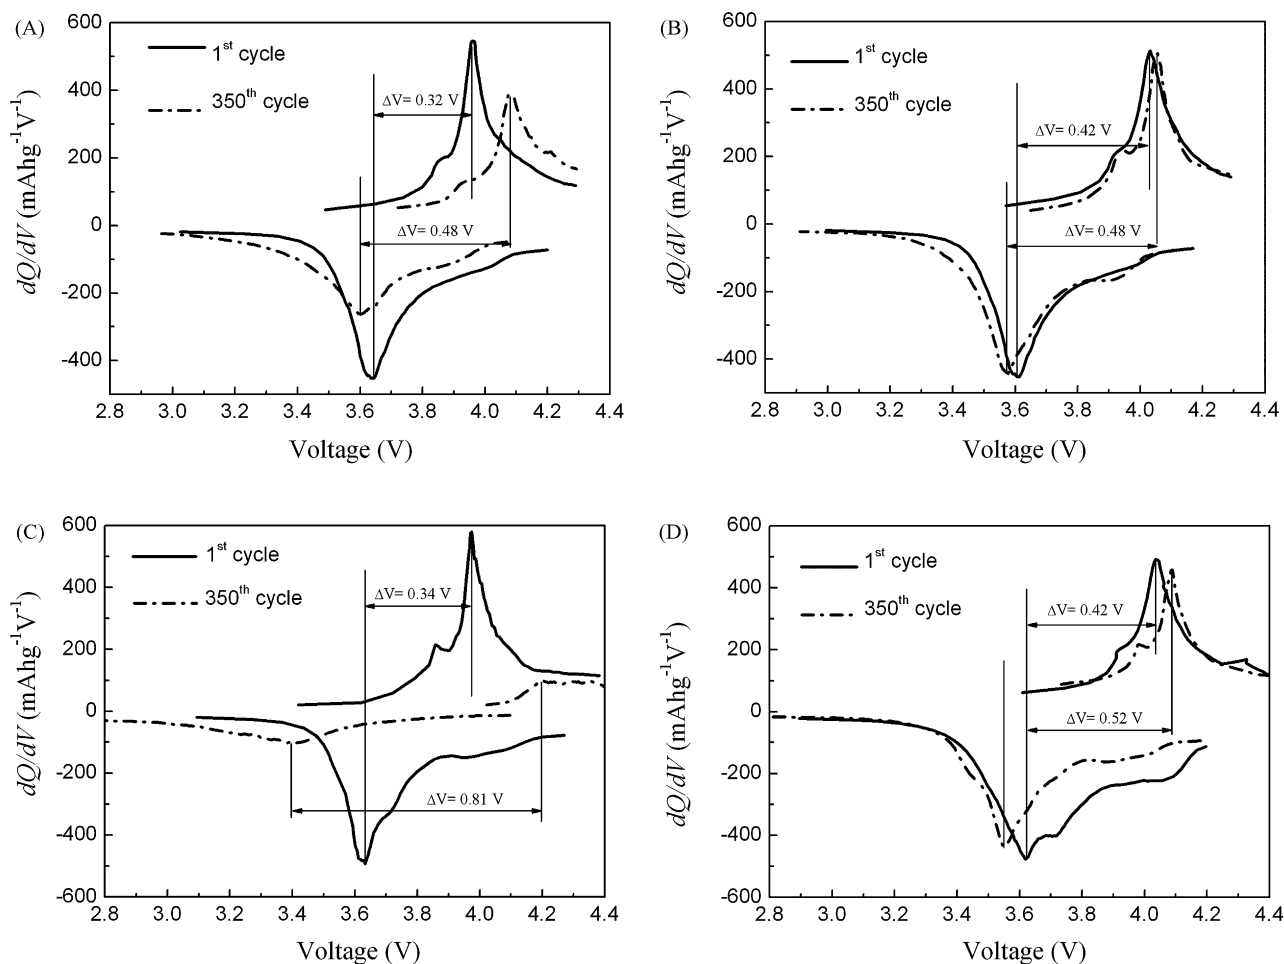 (A)
1st cycle
350th cycle
ΔV= 0.32 V
ΔV= 0.48 V
600
400
200
0
-200
-400
2.8 3.0 3.2 3.4 3.6 3.8 4.0 4.2 4.4
Voltage (V)
dQ/dV (mAhg-1V-1)
(B)
1st cycle
350th cycle
ΔV= 0.42 V
ΔV= 0.48 V
600
400
200
0
-200
-400
2.8 3.0 3.2 3.4 3.6 3.8 4.0 4.2 4.4
Voltage (V)
dQ/dV (mAhg-1V-1)
(C)
1st cycle
350th cycle
ΔV= 0.34 V
ΔV= 0.81 V
600
400
200
0
-200
-400
-600
2.8 3.0 3.2 3.4 3.6 3.8 4.0 4.2 4.4
Voltage (V)
dQ/dV (mAhg-1V-1)
(D)
1st cycle
350th cycle
ΔV= 0.42 V
ΔV= 0.52 V
600
400
200
0
-200
-400
-600
2.8 3.0 3.2 3.4 3.6 3.8 4.0 4.2 4.4
Voltage (V)
dQ/dV (mAhg-1V-1)